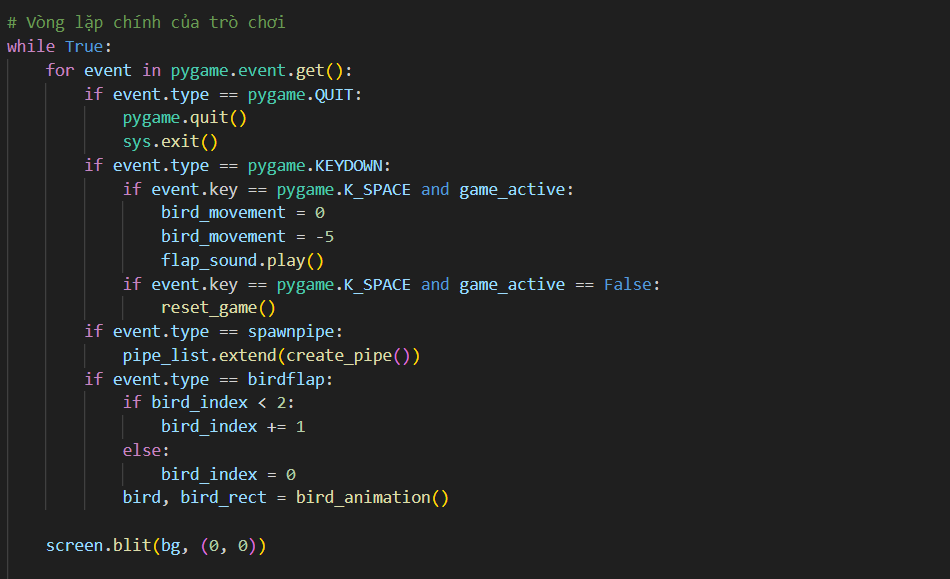 # Vòng lặp chính của trò chơi
while True:
    for event in pygame.event.get():
        if event.type == pygame.QUIT:
            pygame.quit()
            sys.exit()
        if event.type == pygame.KEYDOWN:
            if event.key == pygame.K_SPACE and game_active:
                bird_movement = 0
                bird_movement = -5
                flap_sound.play()
            if event.key == pygame.K_SPACE and game_active == False:
                reset_game()
        if event.type == spawnpipe:
            pipe_list.extend(create_pipe())
        if event.type == birdflap:
            if bird_index < 2:
                bird_index += 1
            else:
                bird_index = 0
            bird, bird_rect = bird_animation()
    screen.blit(bg, (0, 0))